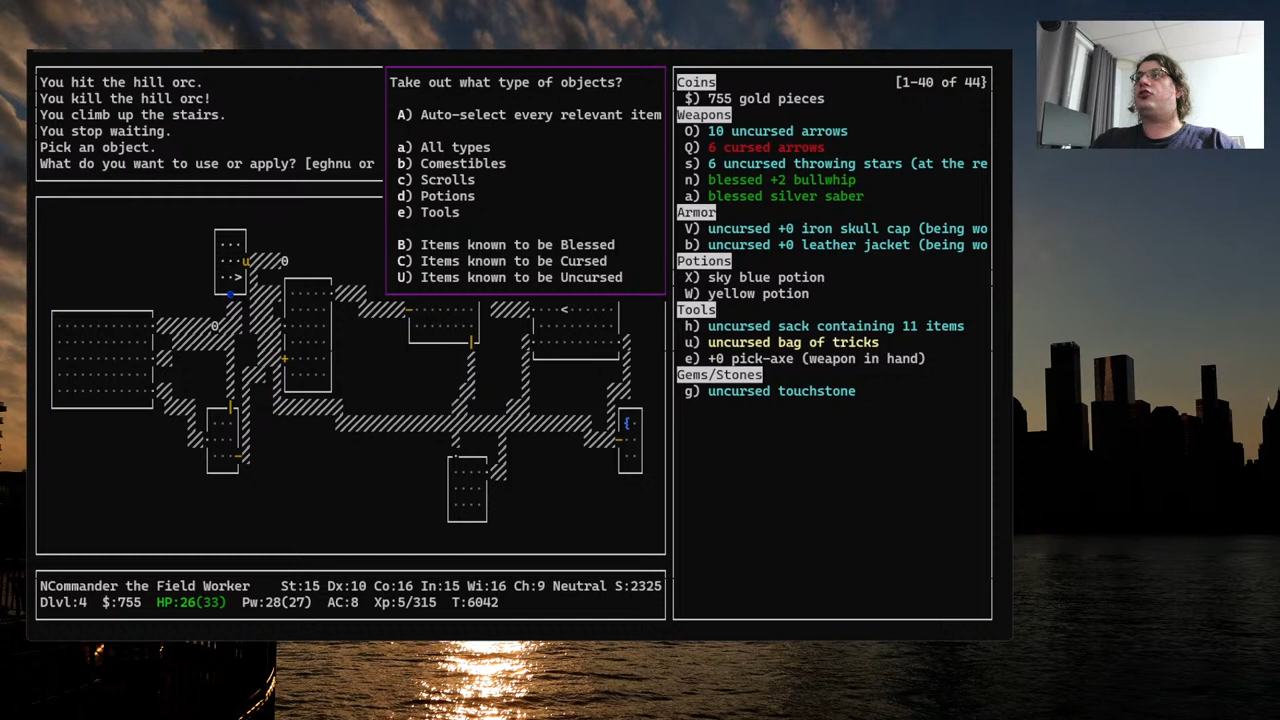 You hit the hill orc.
You kill the hill orc!
You climb up the stairs.
You stop waiting.
Pick an object.
What do you want to use or apply? [eghnu or
Take out what type of objects?
A) Auto-select every relevant item
a) All types
b) Comestibles
c) Scrolls
d) Potions
e) Tools
B) Items known to be Blessed
C) Items known to be Cursed
U) Items known to be Uncursed
Coins [1-40 of 44}
$) 755 gold pieces
Weapons
O) 10 uncursed arrows
Q) 6 cursed arrows
s) 6 uncursed throwing stars (at the re
n) blessed +2 bullwhip
a) blessed silver saber
Armor
V) uncursed +0 iron skull cap (being wo
b) uncursed +0 leather jacket (being wo
Potions
X) sky blue potion
W) yellow potion
Tools
h) uncursed sack containing 11 items
u) uncursed bag of tricks
e) +0 pick-axe (weapon in hand)
Gems/Stones
g) uncursed touchstone
NCommander the Field Worker St:15 Dx:10 Co:16 In:15 Wi:16 Ch:9 Neutral S:2325
Dlvl:4 $:755 HP:26(33) Pw:28(27) AC:8 Xp:5/315 T:6042